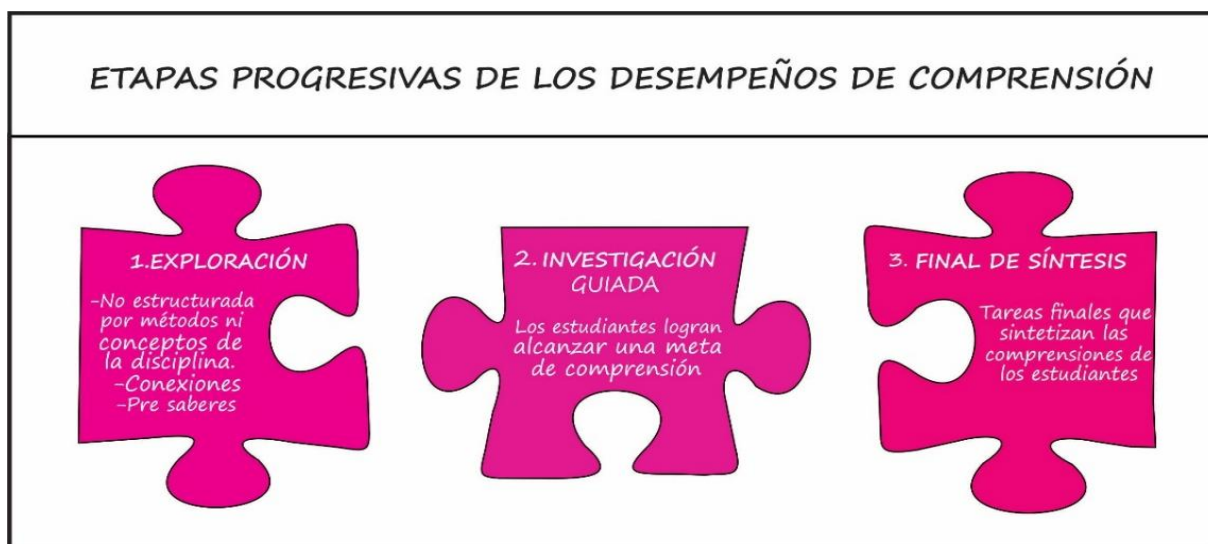 ETAPAS PROGRESIVAS DE LOS DESEMPEÑOS DE COMPRENSIÓN
1.EXPLORACIÓN
-No estructurada
por métodos ni
conceptos de
la disciplina.
-Conexiones
-Pre saberes
2. INVESTIGACIÓN
GUIADA
Los estudiantes logran
alcanzar una meta
de comprensión
3. FINAL DE SÍNTESIS
Tareas finales que
sintetizan las
comprensiones de
los estudiantes